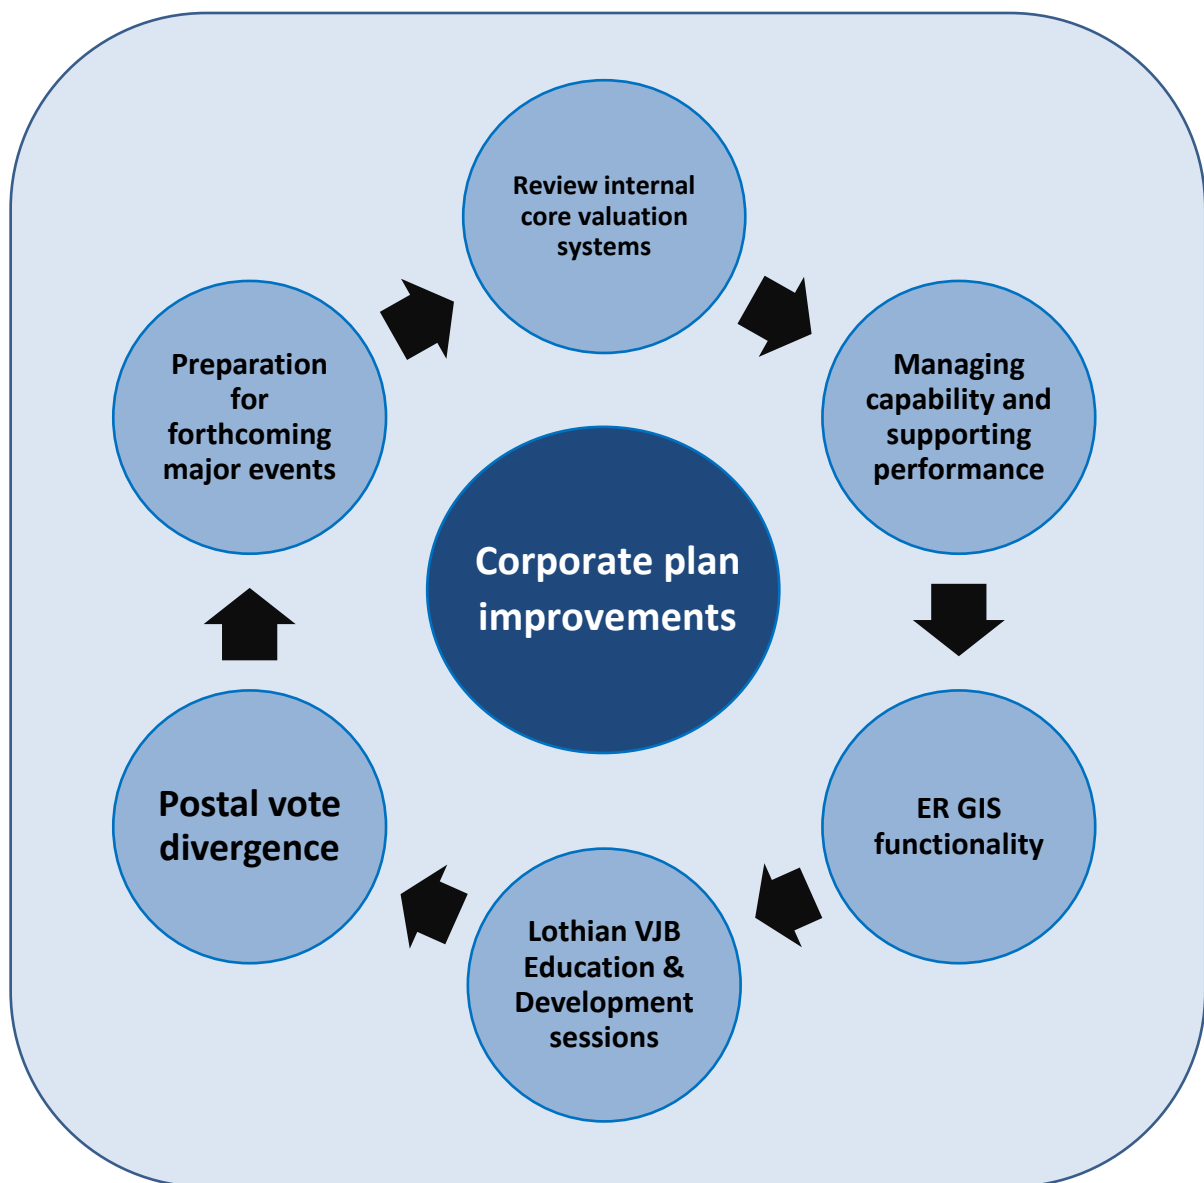 Review internal
core valuation
systems
Managing
capability and
supporting
performance
ER GIS
functionality
Lothian VJB
Education &
Development
sessions
Postal vote
divergence
Preparation
for
forthcoming
major events
Corporate plan
improvements